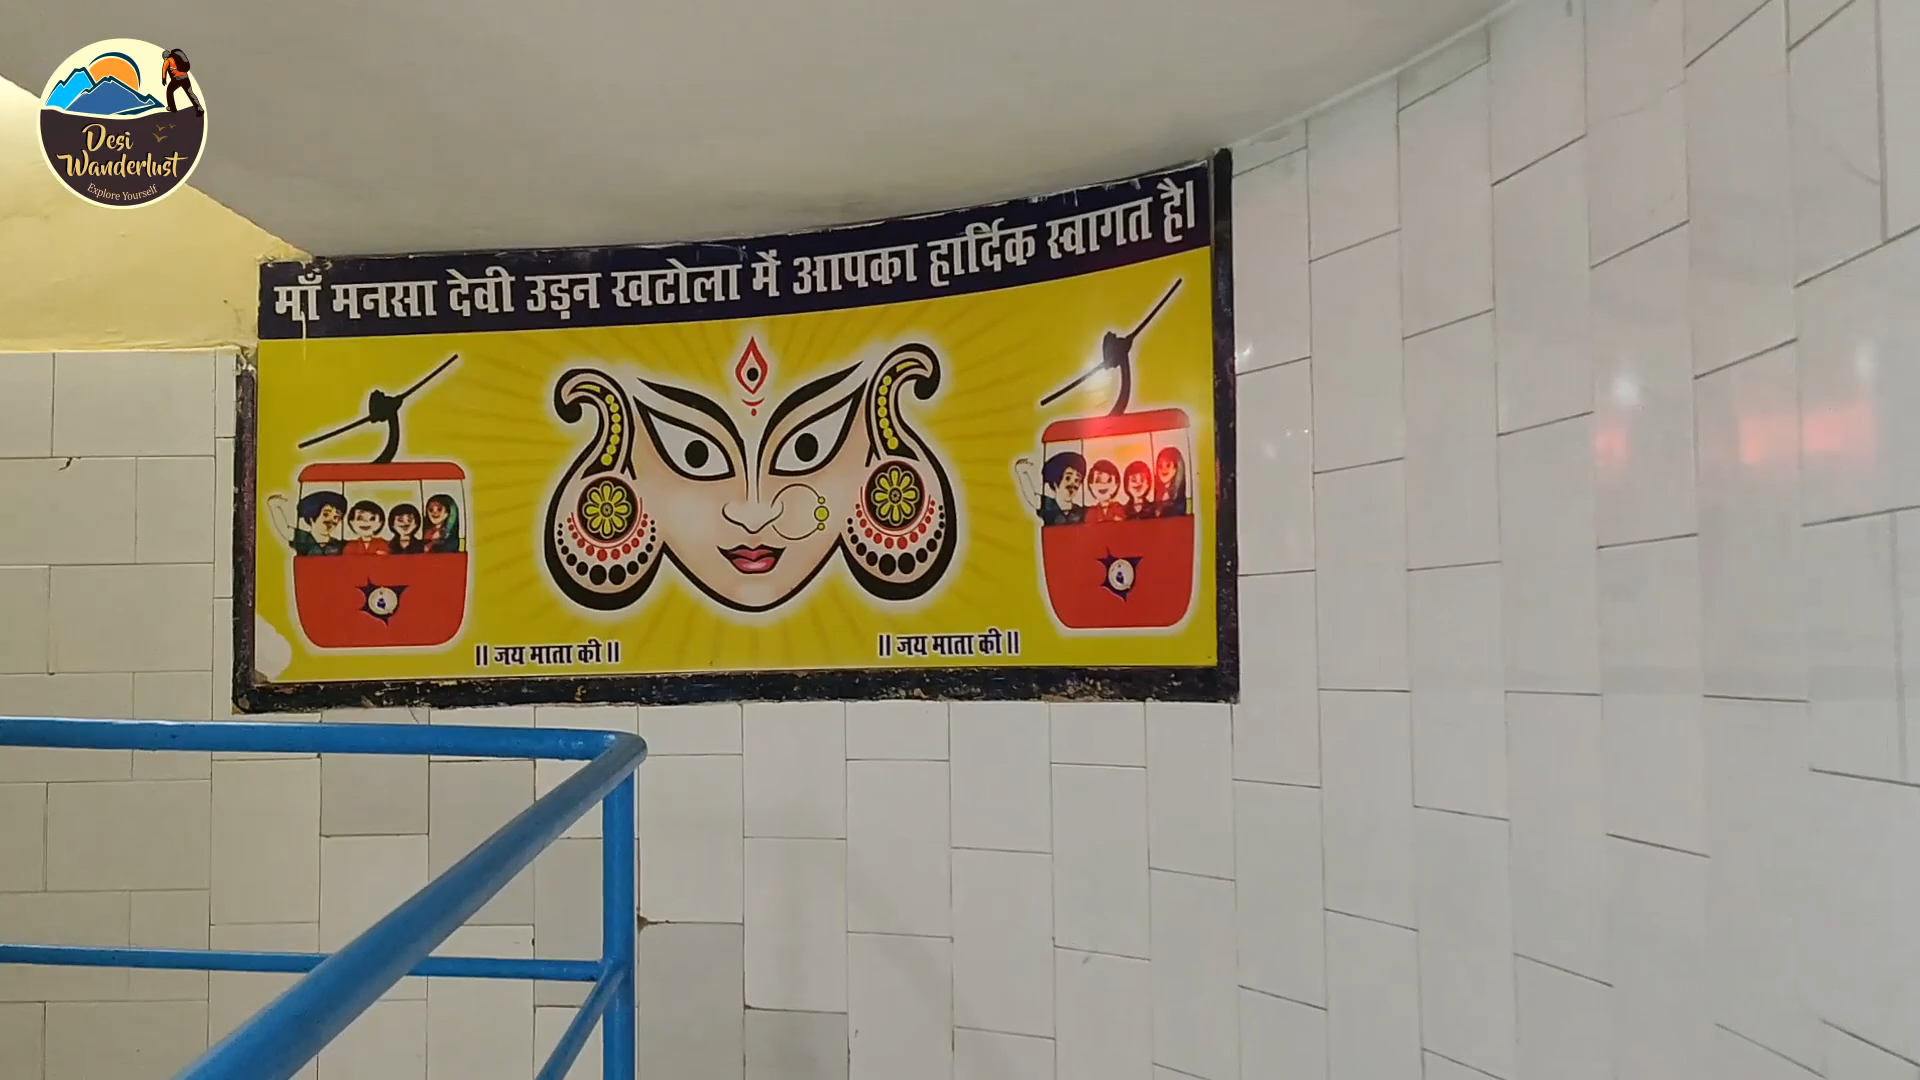 Desi
Wanderlust
Explore Yourself
माँ मनसा देवी उड़न खटोला में आपका हार्दिक स्वागत है।
॥ जय माता की ॥
॥ जय माता की ॥